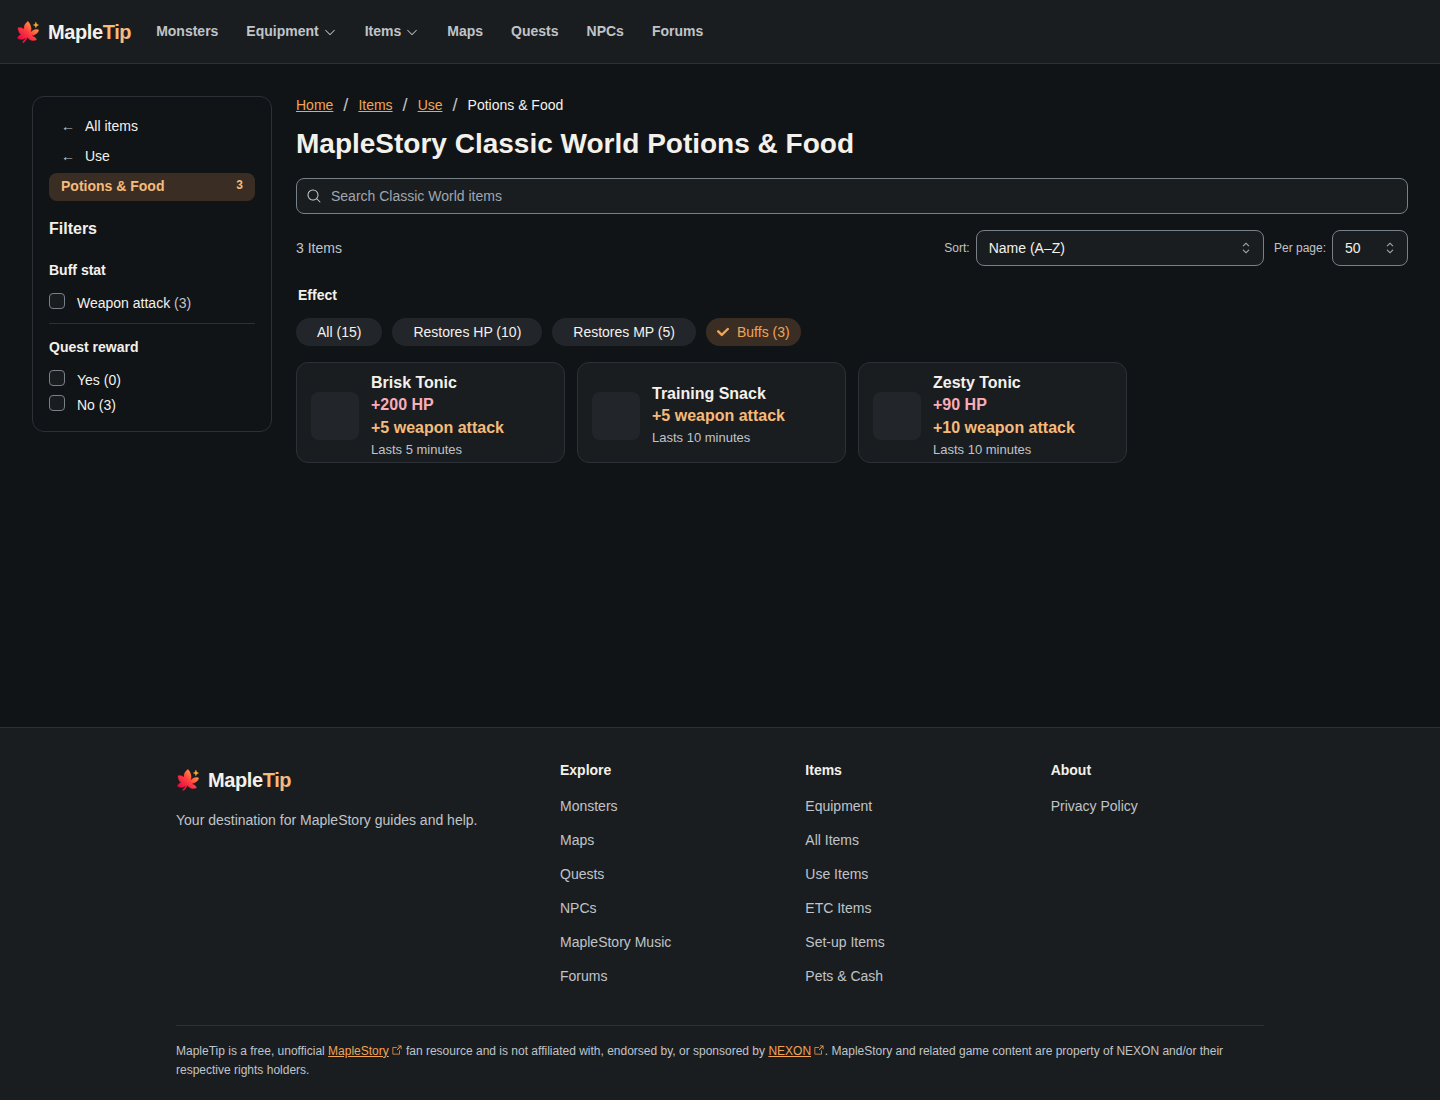 MapleTip Monsters Equipment Items Maps Quests NPCs Forums
← All items
← Use
Potions & Food 3
Filters
Buff stat
Weapon attack (3)
Quest reward
Yes (0)
No (3)
Home / Items / Use / Potions & Food
MapleStory Classic World Potions & Food
Search Classic World items
3 Items
Sort: Name (A–Z) Per page: 50
Effect
All (15) Restores HP (10) Restores MP (5) Buffs (3)
Brisk Tonic
+200 HP
+5 weapon attack
Lasts 5 minutes
Training Snack
+5 weapon attack
Lasts 10 minutes
Zesty Tonic
+90 HP
+10 weapon attack
Lasts 10 minutes
MapleTip
Your destination for MapleStory guides and help.
Explore
Monsters
Maps
Quests
NPCs
MapleStory Music
Forums
Items
Equipment
All Items
Use Items
ETC Items
Set-up Items
Pets & Cash
About
Privacy Policy
MapleTip is a free, unofficial MapleStory fan resource and is not affiliated with, endorsed by, or sponsored by NEXON. MapleStory and related game content are property of NEXON and/or their
respective rights holders.